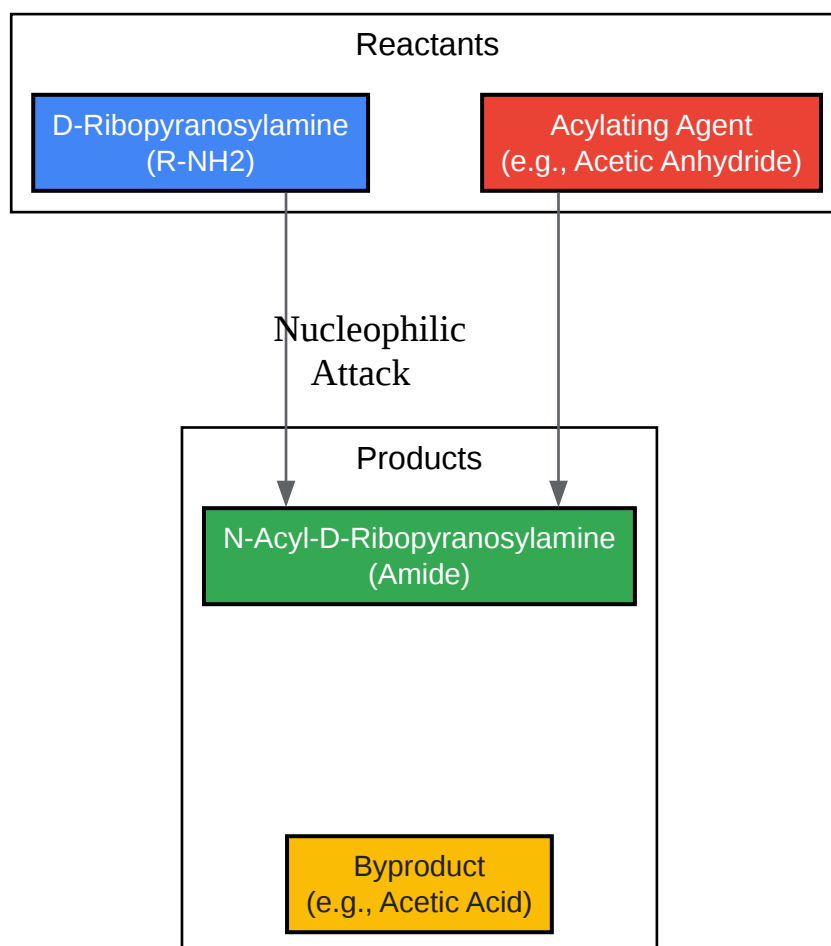 Reactants
D-Ribopyranosylamine
(R-NH2)
Acylating Agent
(e.g., Acetic Anhydride)
Nucleophilic
Attack
Products
N-Acyl-D-Ribopyranosylamine
(Amide)
Byproduct
(e.g., Acetic Acid)